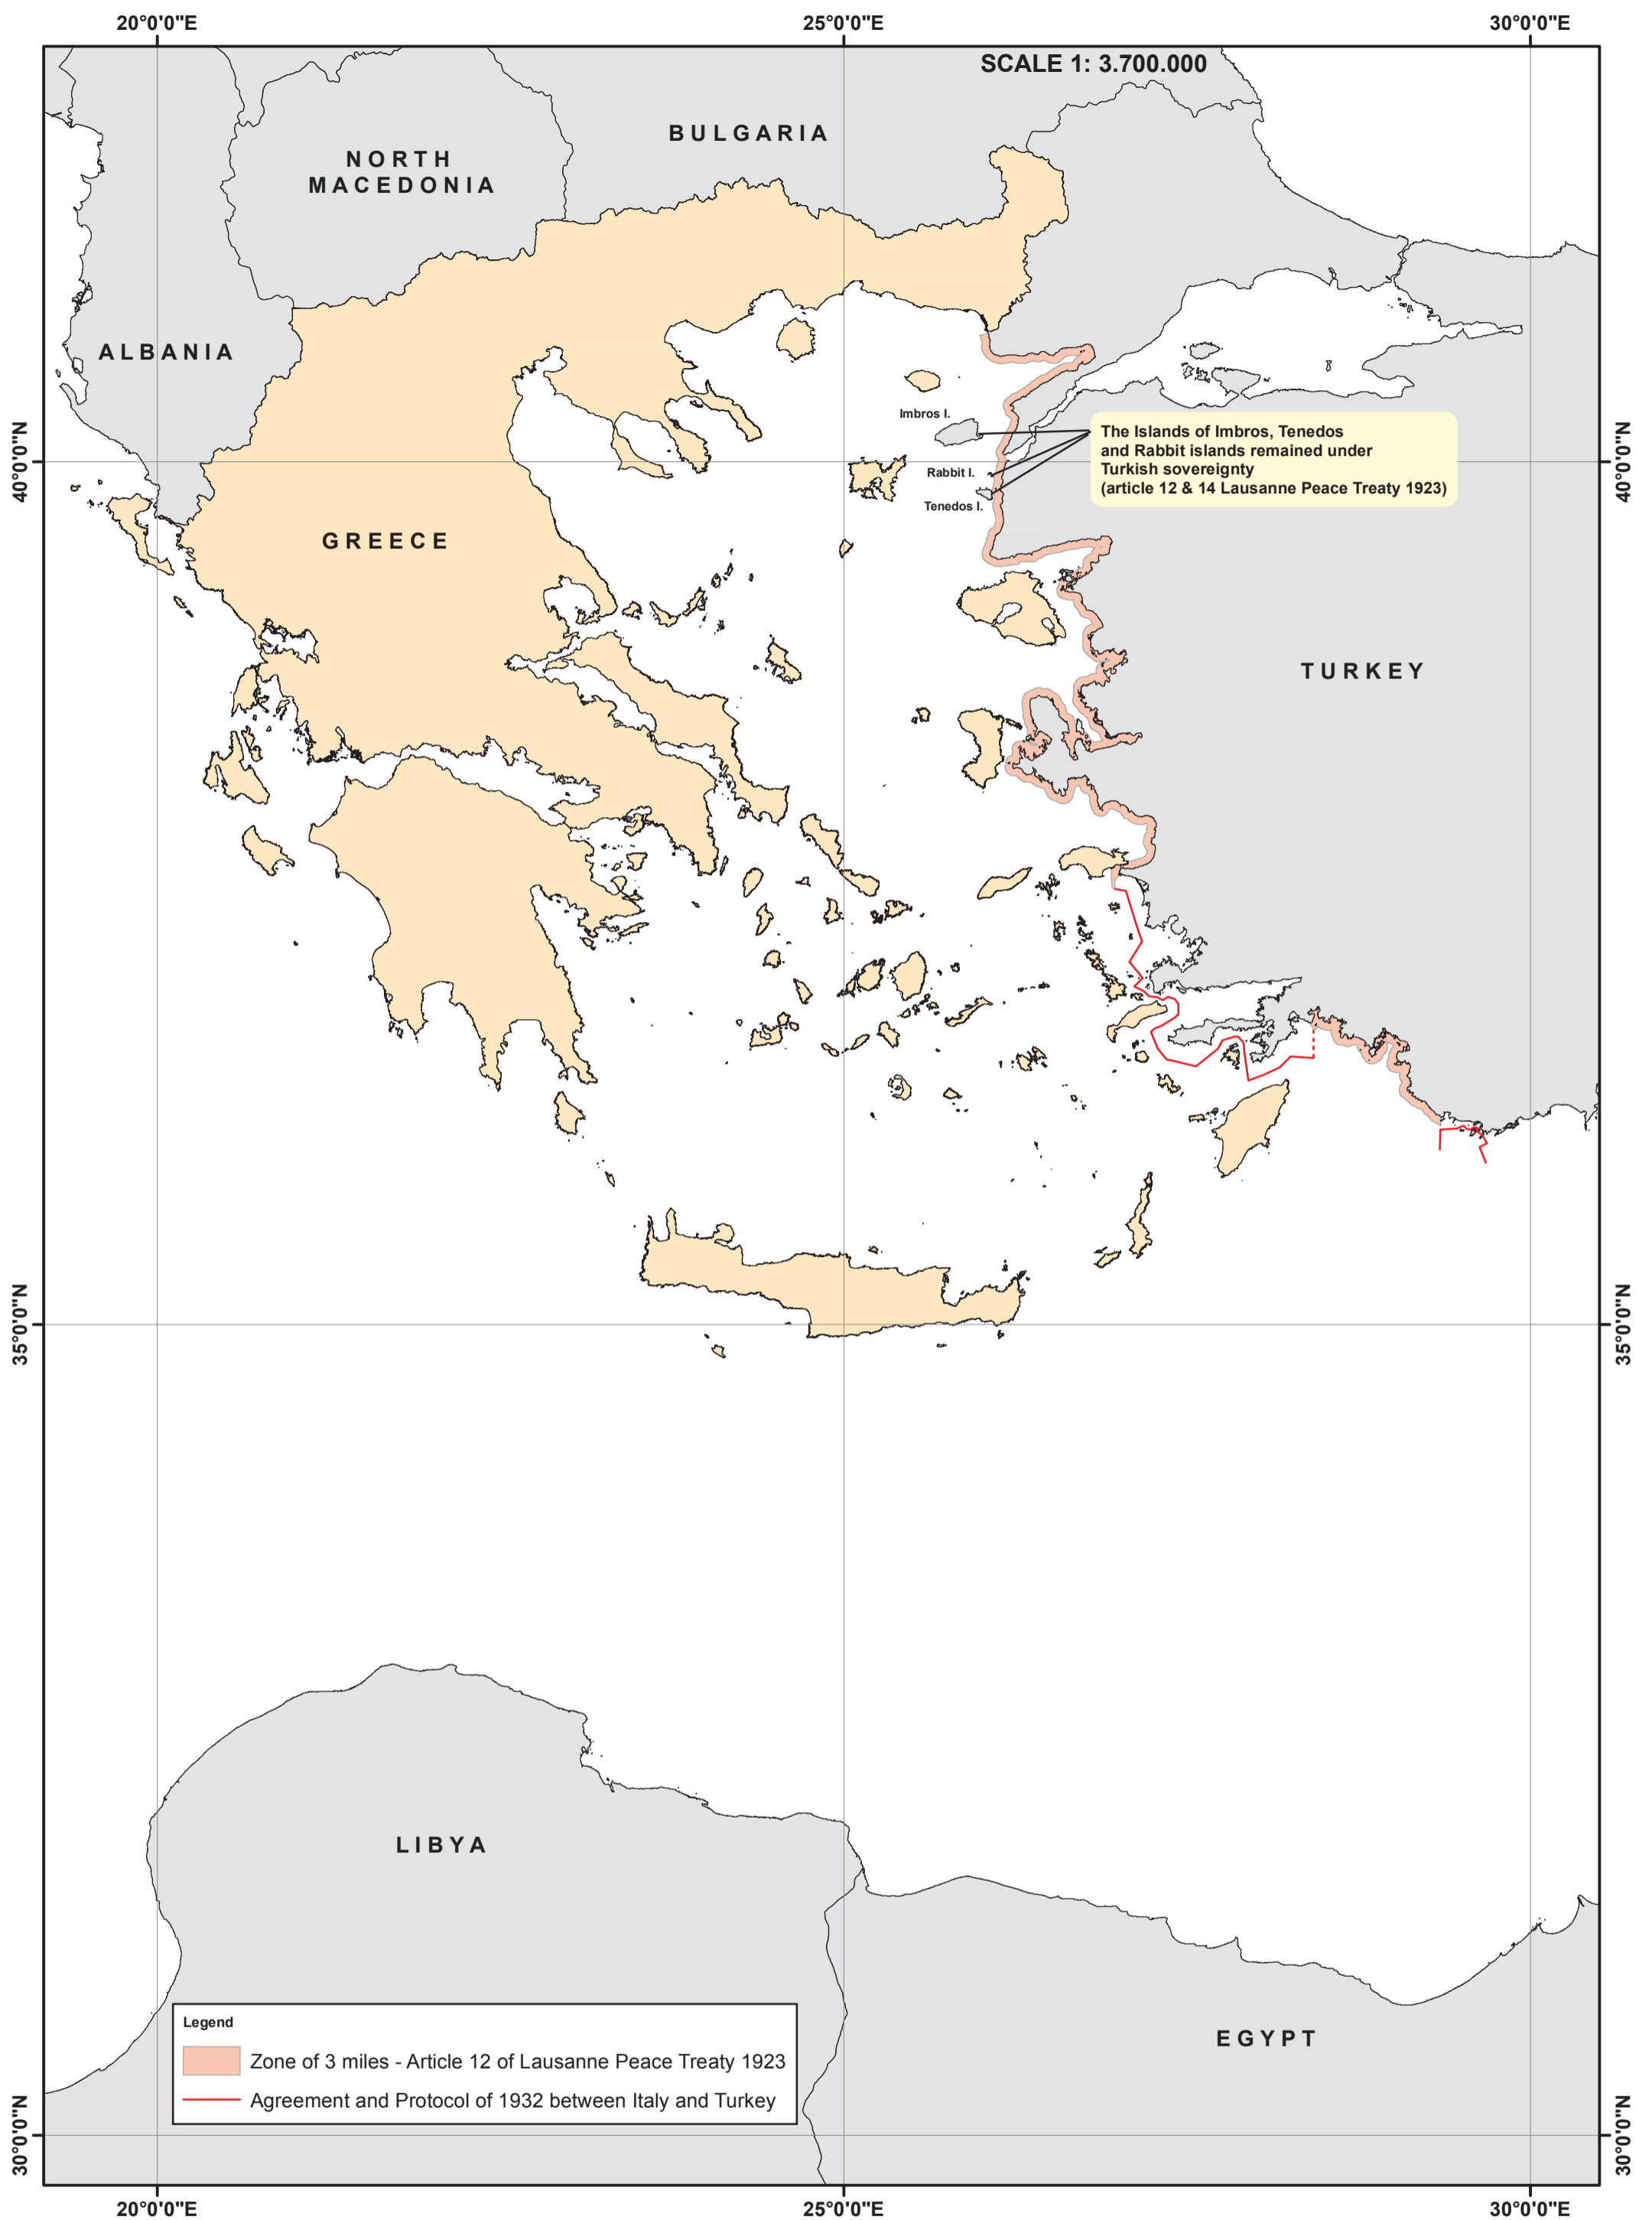 20°0'0"E
25°0'0"E
30°0'0"E
SCALE 1: 3.700.000
BULGARIA
NORTH
MACEDONIA
ALBANIA
Imbros I.
40°0'0"N
40°0'0"N
The Islands of Imbros, Tenedos
and Rabbit islands remained under
Turkish sovereignty
(article 12 & 14 Lausanne Peace Treaty 1923)
Rabbit I.
Tenedos I.
GREECE
TURKEY
35°0'0"N
35°0'0"N
LIBYA
EGYPT
Legend
Zone of 3 miles - Article 12 of Lausanne Peace Treaty 1923
Agreement and Protocol of 1932 between Italy and Turkey
30°0'0"N
30°0'0"N
20°0'0"E
25°0'0"E
30°0'0"E